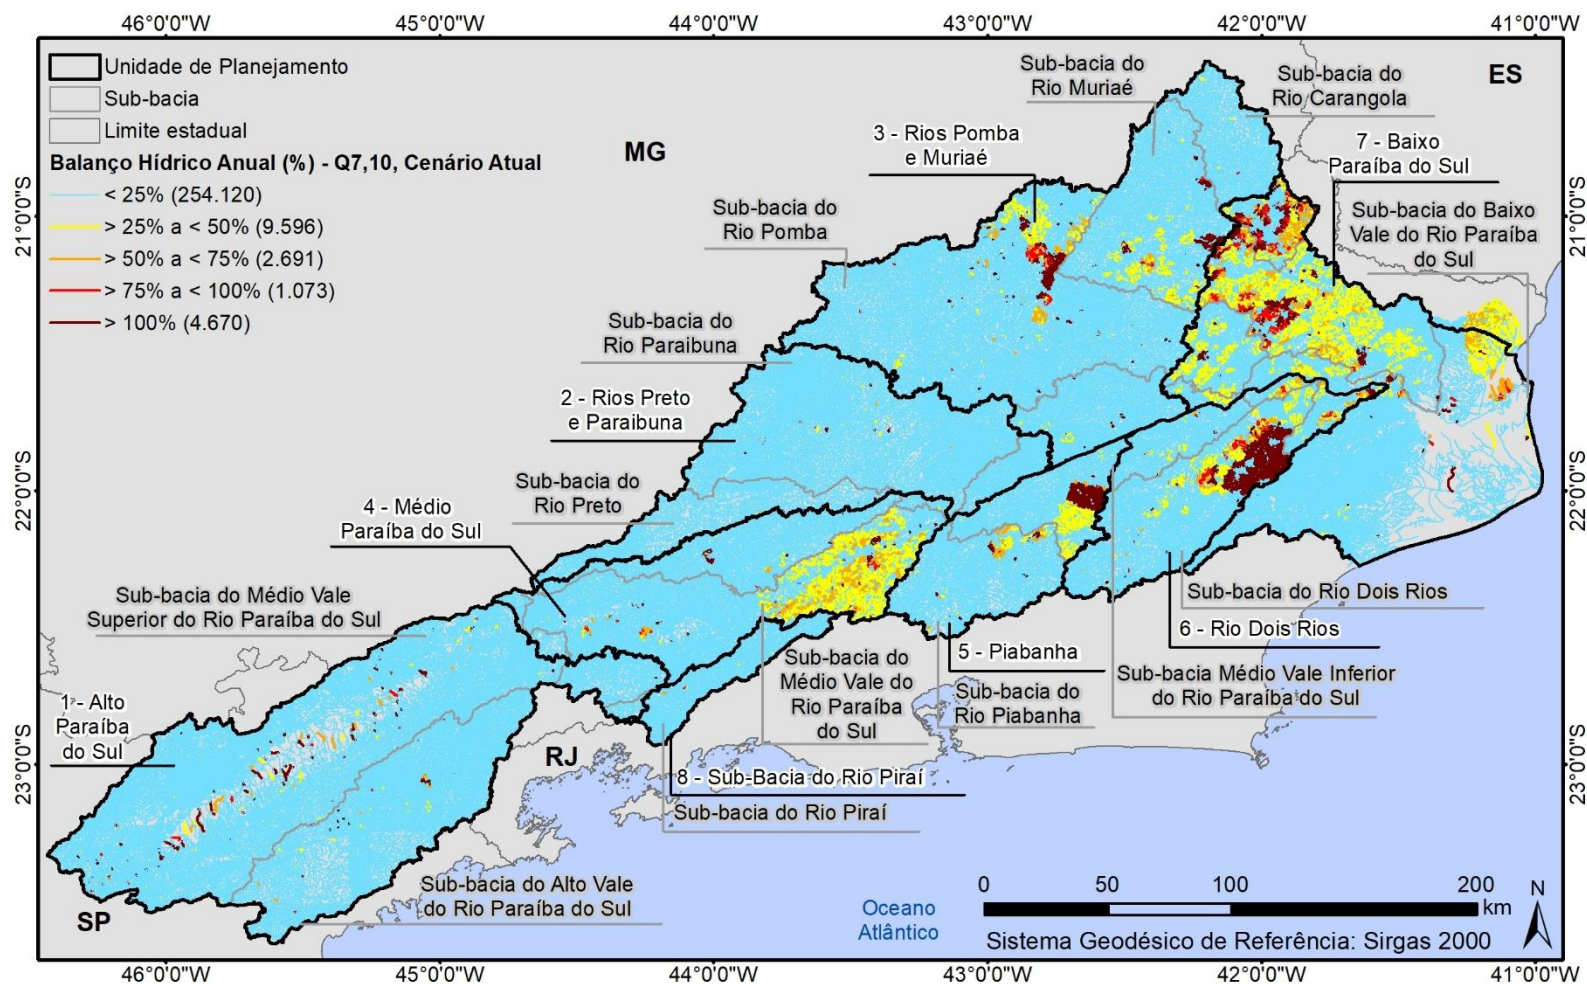 46°0'0"W 45°0'0"W 44°0'0"W 43°0'0"W 42°0'0"W 41°0'0"W
Unidade de Planejamento
Sub-bacia
Limite estadual
Balanço Hídrico Anual (%) - Q7,10, Cenário Atual
< 25% (254.120)
> 25% a < 50% (9.596)
> 50% a < 75% (2.691)
> 75% a < 100% (1.073)
> 100% (4.670)
MG
ES
Sub-bacia do
Rio Muriaé
Sub-bacia do
Rio Carangola
3 - Rios Pomba
e Muriaé
7 - Baixo
Paraíba do Sul
Sub-bacia do
Rio Pomba
Sub-bacia do Baixo
Vale do Rio Paraíba
do Sul
Sub-bacia do
Rio Paraibuna
2 - Rios Preto
e Paraibuna
Sub-bacia do
Rio Preto
4 - Médio
Paraíba do Sul
Sub-bacia do Médio Vale
Superior do Rio Paraíba do Sul
1 - Alto
Paraíba
do Sul
Sub-bacia do Rio Dois Rios
6 - Rio Dois Rios
5 - Piabanha
Sub-bacia do
Médio Vale do
Rio Paraíba
do Sul
Sub-bacia do
Rio Piabanha
Sub-bacia Médio Vale Inferior
do Rio Paraíba do Sul
RJ
8 - Sub-Bacia do Rio Piraí
Sub-bacia do Rio Piraí
Sub-bacia do Alto Vale
do Rio Paraíba do Sul
SP
Oceano
Atlântico
0 50 100 200
km
N
Sistema Geodésico de Referência: Sirgas 2000
21°0'0"S
22°0'0"S
23°0'0"S
21°0'0"S
22°0'0"S
23°0'0"S
46°0'0"W 45°0'0"W 44°0'0"W 43°0'0"W 42°0'0"W 41°0'0"W